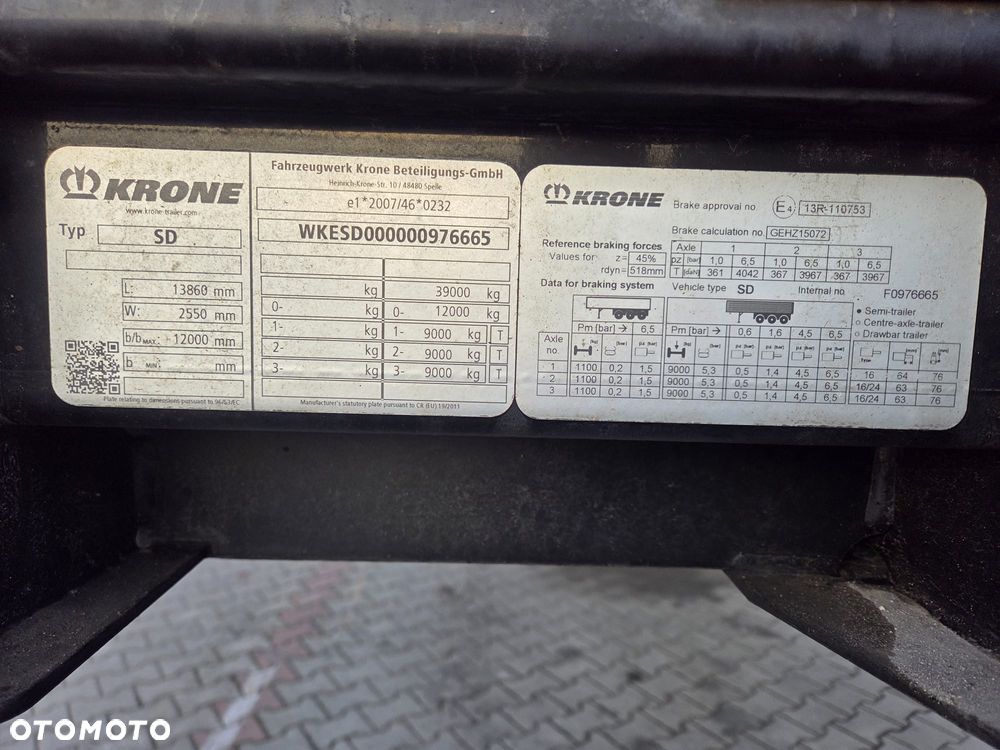 KRONE
www.krone-trailer.com
Typ SD
L: 13860 mm
W: 2550 mm
b/b MAX: 12000 mm
b MIN: mm
Plate relating to dimensions pursuant to 96/53/EC
Fahrzeugwerk Krone Beteiligungs-GmbH
Heinrich-Krone-Str. 10 / 48480 Spelle
e1*2007/46*0232
WKESD000000976665
kg 39000 kg
0- kg 0- 12000 kg
1- kg 1- 9000 kg T
2- kg 2- 9000 kg T
3- kg 3- 9000 kg T
Manufacturer's statutory plate pursuant to CR (EU) 19/2011
KRONE
Brake approval no E4 13R-110753
Brake calculation no. GEHZ15072
Reference braking forces
Values for z= 45%
rdyn= 518mm
Axle 1 2 3
pz [bar] 1,0 6,5 1,0 6,5 1,0 6,5
T [daN] 361 4042 367 3967 367 3967
Data for braking system Vehicle type SD Internal no. F0976665
Semi-trailer
Centre-axle-trailer
Drawbar trailer
Pm [bar] → 6,5 Pm [bar] → 0,6 1,6 4,5 6,5
Axle no.
1 1100 0,2 1,5 9000 5,3 0,5 1,4 4,5 6,5 16 64 76
2 1100 0,2 1,5 9000 5,3 0,5 1,4 4,5 6,5 16/24 63 76
3 1100 0,2 1,5 9000 5,3 0,5 1,4 4,5 6,5 16/24 63 76
OTOMOTO